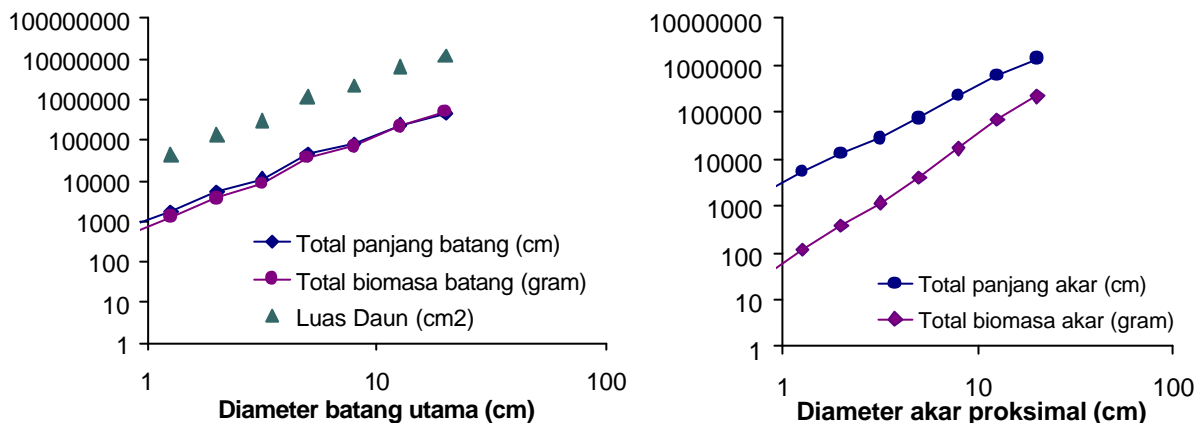 100000000
10000000
1000000
100000
10000
1000
100
10
1
1 10 100
Diameter batang utama (cm)
Total panjang batang (cm)
Total biomasa batang (gram)
Luas Daun (cm2)
10000000
1000000
100000
10000
1000
100
10
1
1 10 100
Diameter akar proksimal (cm)
Total panjang akar (cm)
Total biomasa akar (gram)